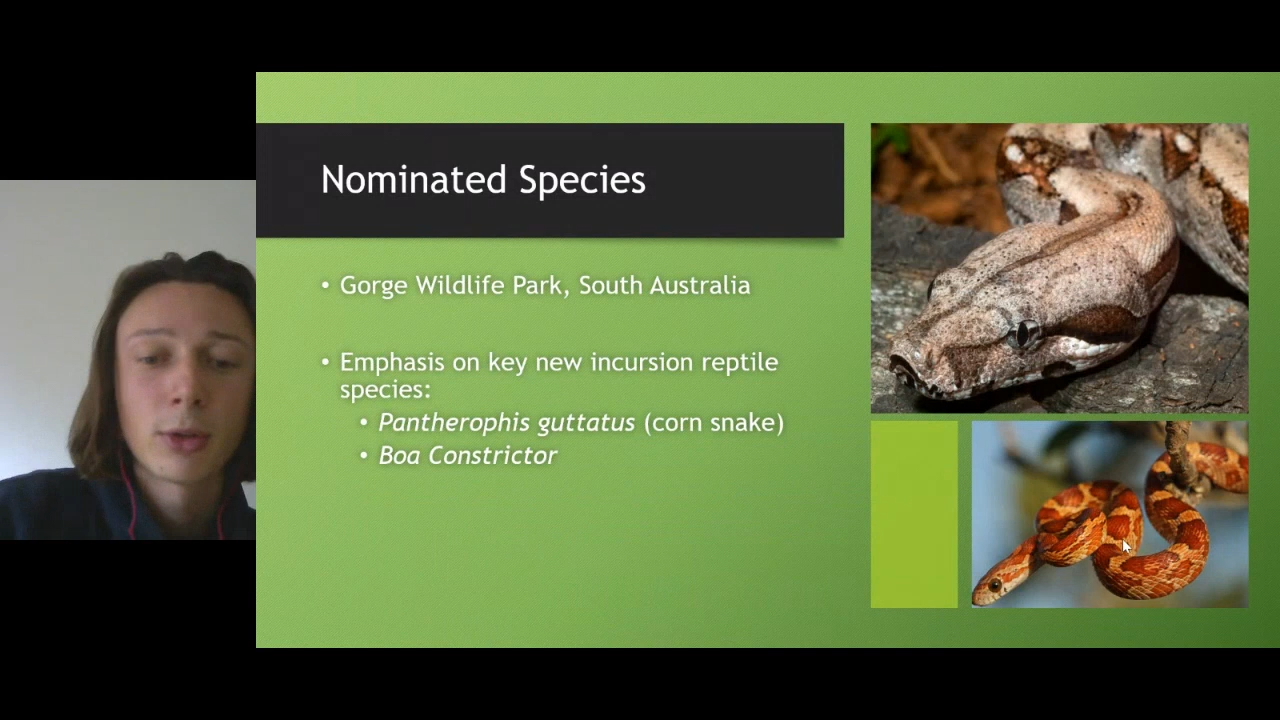 Nominated Species
• Gorge Wildlife Park, South Australia
• Emphasis on key new incursion reptile
species:
• Pantherophis guttatus (corn snake)
• Boa Constrictor